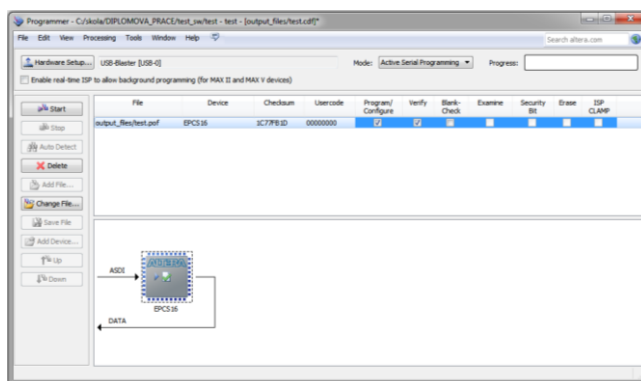 Programmer - C:/skola/DIPLOMOVA_PRACE/test_sw/test - test - [output_files/test.cdf]*
File Edit View Processing Tools Window Help
Search altera.com
Hardware Setup... USB-Blaster [USB-0] Mode: Active Serial Programming Progress:
Enable real-time ISP to allow background programming (for MAX II and MAX V devices)
File Device Checksum Usercode Program/ Verify Blank- Examine Security Erase ISP
Configure Check Bit CLAMP
output_files/test.pof EPCS16 1C77FB1D 00000000
Start
Stop
Auto Detect
Delete
Add File...
Change File...
Save File
Add Device...
Up
Down
ASDI
ALTERA
EPCS16
DATA